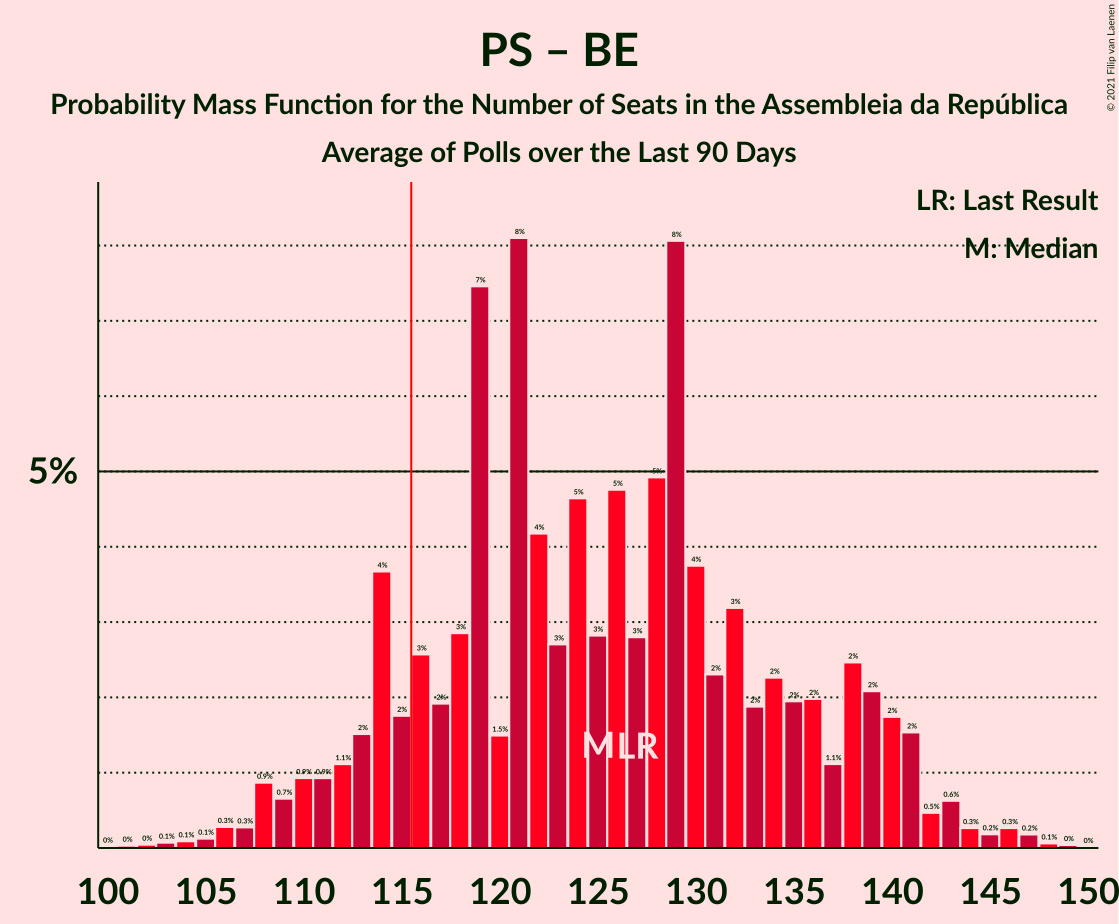 PS – BE
Probability Mass Function for the Number of Seats in the Assembleia da República
Average of Polls over the Last 90 Days
© 2021 Filip van Laenen
LR: Last Result
M: Median
5%
0% 0% 0% 0.1% 0.1% 0.1% 0.3% 0.3% 0.9% 0.7% 0.9% 0.9% 1.1% 2% 4% 2% 3% 2% 3% 7% 1.5% 8% 4% 3% 5% 3% 5% 3% 5% 8% 4% 2% 3% 2% 2% 2% 2% 1.1% 2% 2% 2% 2% 0.5% 0.6% 0.3% 0.2% 0.3% 0.2% 0.1% 0% 0%
M LR
100 105 110 115 120 125 130 135 140 145 150